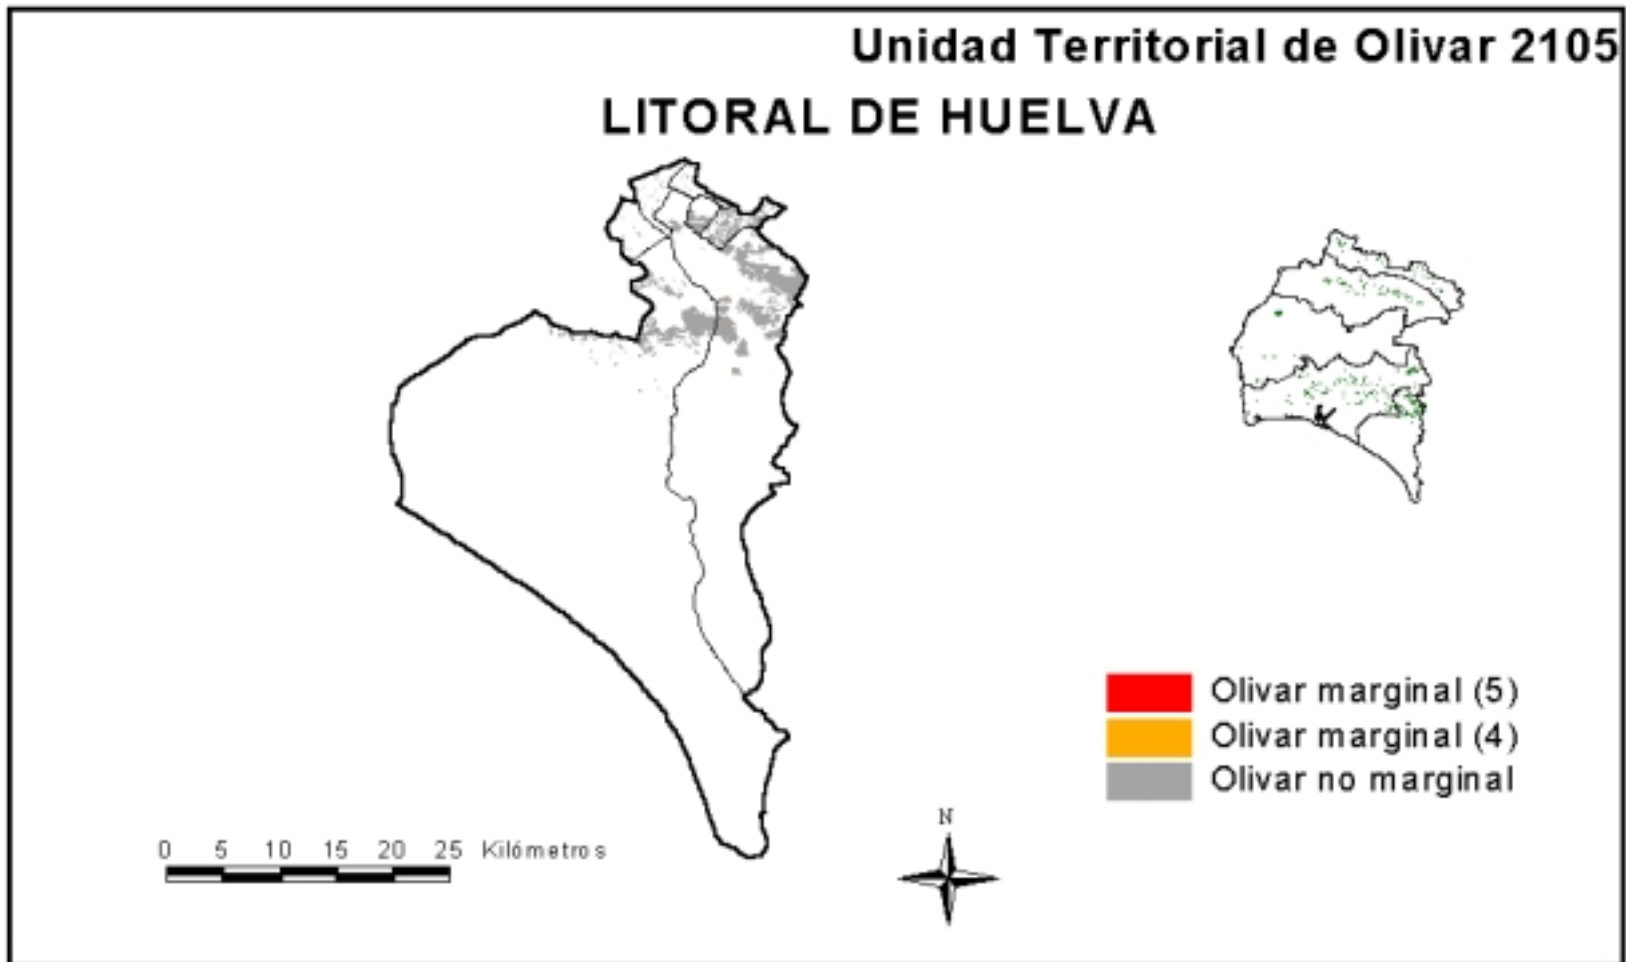 Unidad Territorial de Olivar 2105
LITORAL DE HUELVA
Olivar marginal (5)
Olivar marginal (4)
Olivar no marginal
N
0 5 10 15 20 25 Kilómetros